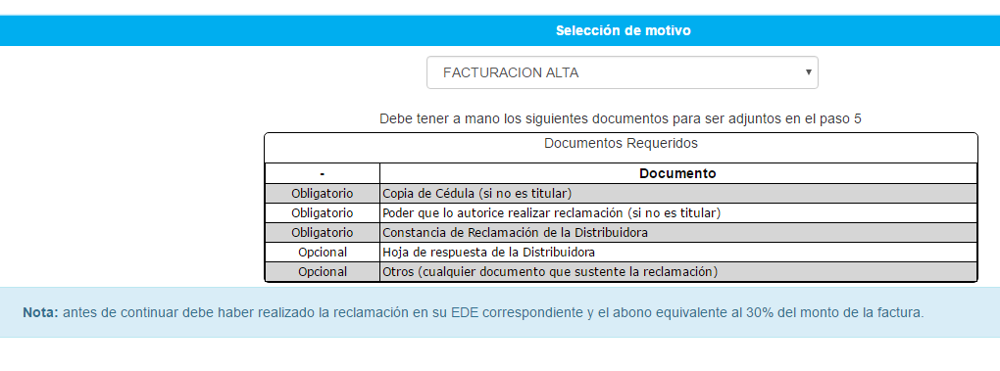 Selección de motivo
FACTURACION ALTA
Debe tener a mano los siguientes documentos para ser adjuntos en el paso 5
Documentos Requeridos
- Documento
Obligatorio Copia de Cédula (si no es titular)
Obligatorio Poder que lo autorice realizar reclamación (si no es titular)
Obligatorio Constancia de Reclamación de la Distribuidora
Opcional Hoja de respuesta de la Distribuidora
Opcional Otros (cualquier documento que sustente la reclamación)
Nota: antes de continuar debe haber realizado la reclamación en su EDE correspondiente y el abono equivalente al 30% del monto de la factura.